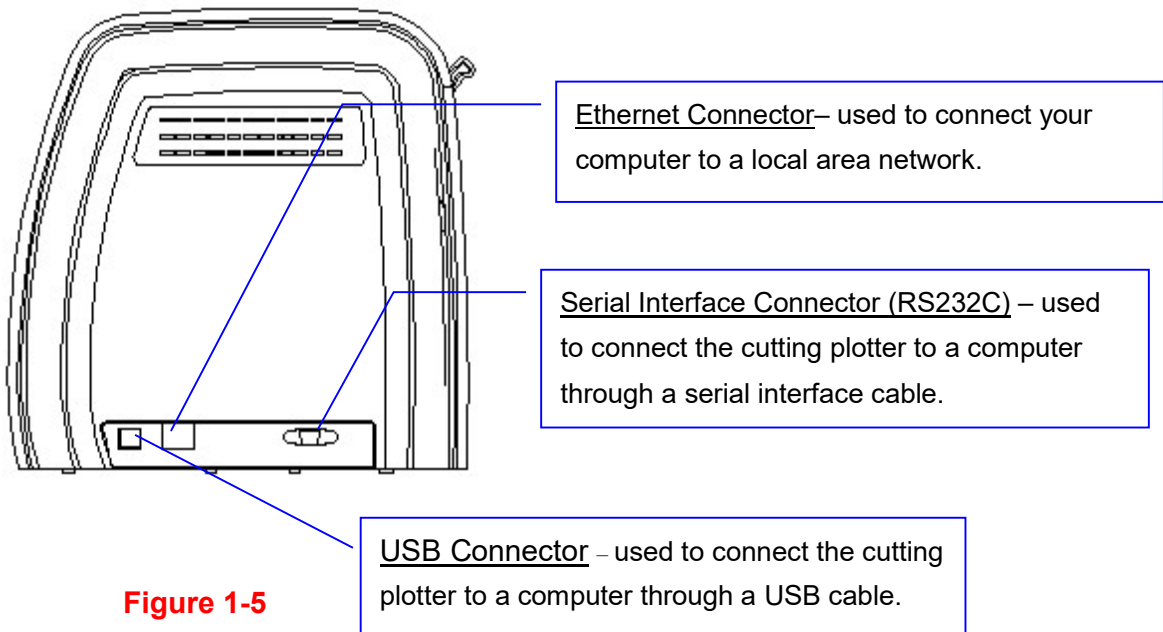 Ethernet Connector– used to connect your
computer to a local area network.
Serial Interface Connector (RS232C) – used
to connect the cutting plotter to a computer
through a serial interface cable.
USB Connector – used to connect the cutting
plotter to a computer through a USB cable.
Figure 1-5